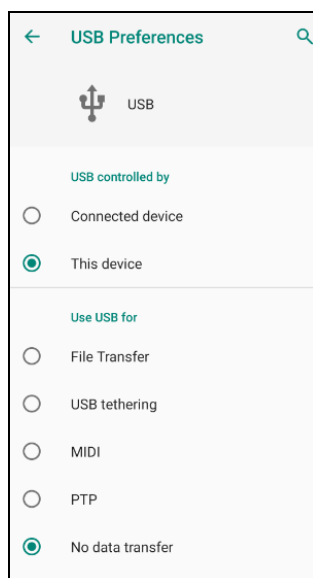 USB Preferences
USB
USB controlled by
Connected device
This device
Use USB for
File Transfer
USB tethering
MIDI
PTP
No data transfer